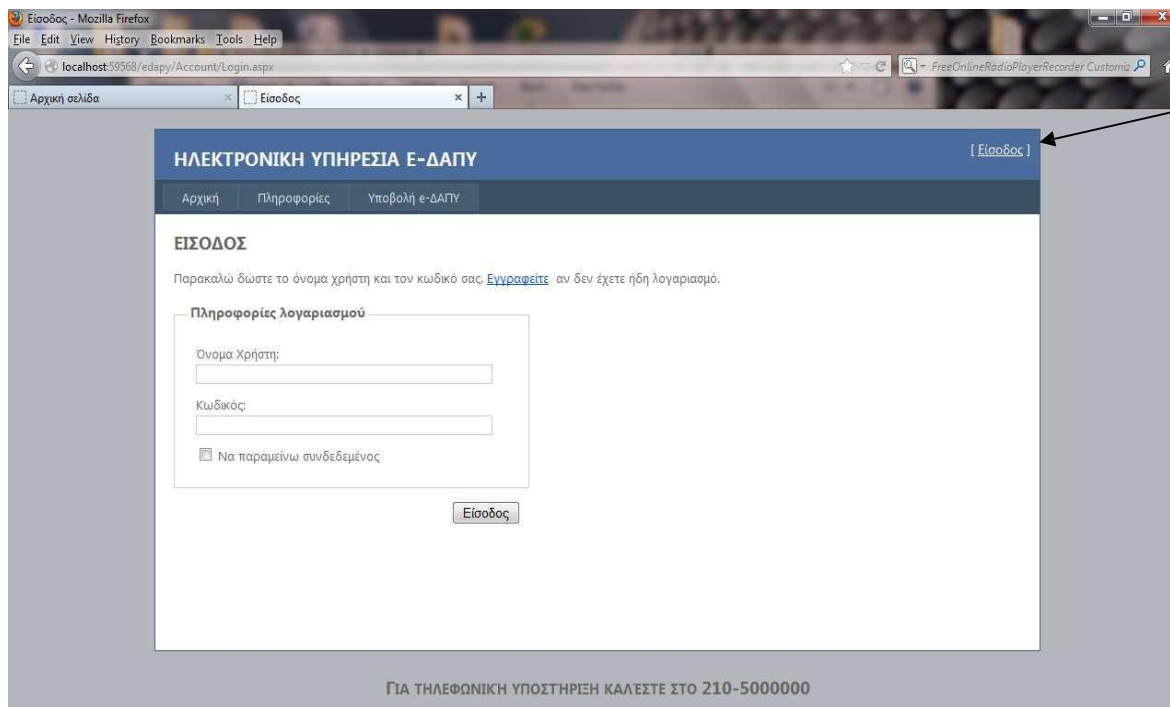 Είσοδος - Mozilla Firefox
File Edit View History Bookmarks Tools Help
localhost:59568/edapy/Account/Login.aspx
FreeOnlineRadioPlayerRecorder Customiz
Αρχική σελίδα × Είσοδος × +
ΗΛΕΚΤΡΟΝΙΚΗ ΥΠΗΡΕΣΙΑ Ε-ΔΑΠΥ
[ Είσοδος ]
Αρχική Πληροφορίες Υποβολή e-ΔΑΠΥ
ΕΙΣΟΔΟΣ
Παρακαλώ δώστε το όνομα χρήστη και τον κωδικό σας. Εγγραφείτε αν δεν έχετε ήδη λογαριασμό.
Πληροφορίες λογαριασμού
Όνομα Χρήστη:
Κωδικός:
Να παραμείνω συνδεδεμένος
Είσοδος
ΓΙΑ ΤΗΛΕΦΩΝΙΚΉ ΥΠΟΣΤΉΡΙΞΗ ΚΑΛΈΣΤΕ ΣΤΟ 210-5000000